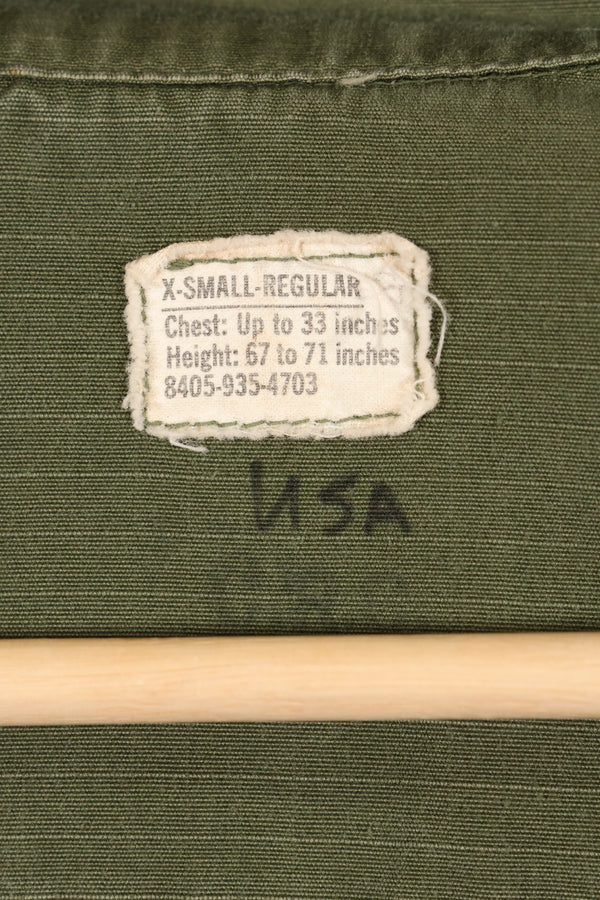 X-SMALL-REGULAR
Chest: Up to 33 inches
Height: 67 to 71 inches
8405-935-4703
USA